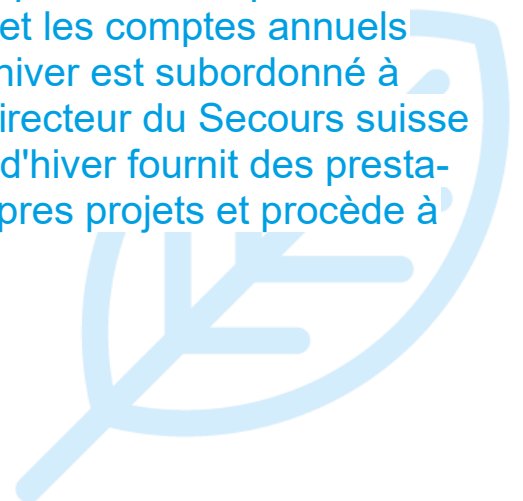 et les comptes annuels
hiver est subordonné à
irecteur du Secours suisse
d'hiver fournit des presta-
pres projets et procède à